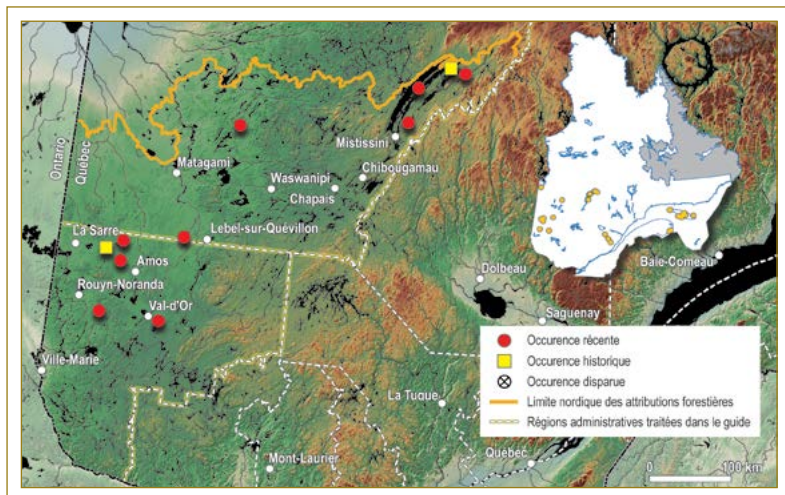 Ontario
Québec
Matagami
Mistissini
Waswanipi
Chibougamau
Chapais
La Sarre
Lebel-sur-Quévillon
Amos
Rouyn-Noranda
Val-d'Or
Ville-Marie
Dolbeau
Baie-Comeau
Saguenay
La Tuque
Mont-Laurier
Québec
Occurence récente
Occurence historique
Occurence disparue
Limite nordique des attributions forestières
Régions administratives traitées dans le guide
0 100 km